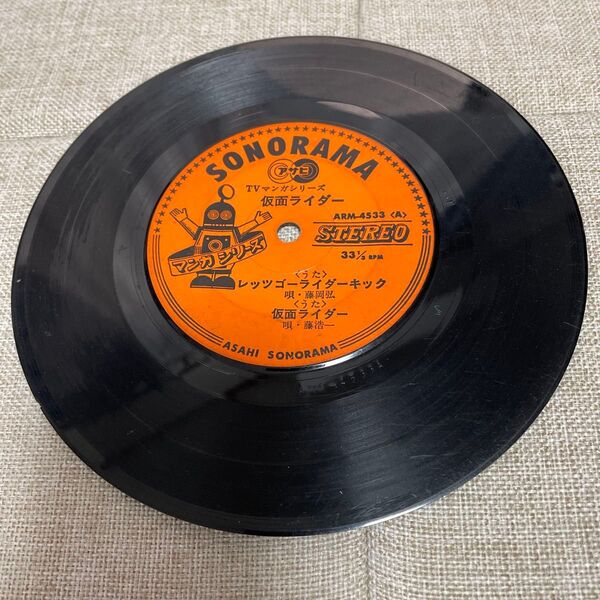 SONORAMA
アサヒ
TVマンガシリーズ
仮面ライダー
ARM-4533 〈A〉
STEREO
33⅓ RPM
マンガシリーズ
〈うた〉
レッツゴーライダーキック
唄・藤岡弘
〈うた〉
仮面ライダー
唄・藤浩一
ASAHI SONORAMA